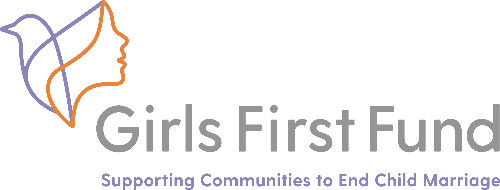 Girls First Fund
Supporting Communities to End Child Marriage